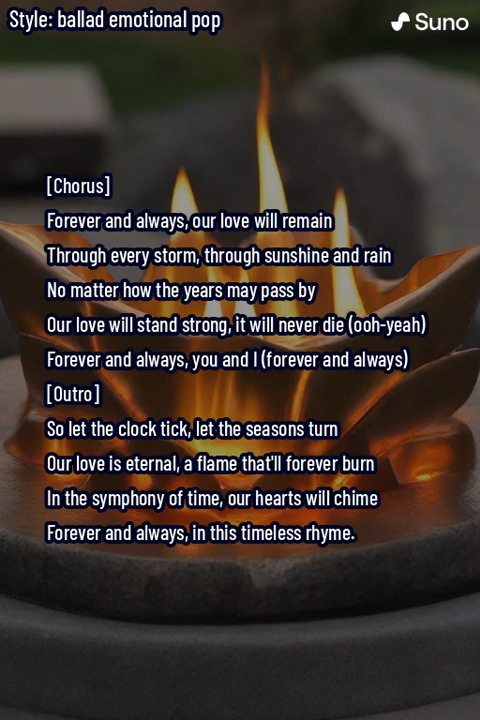 Style: ballad emotional pop
Suno
[Chorus]
Forever and always, our love will remain
Through every storm, through sunshine and rain
No matter how the years may pass by
Our love will stand strong, it will never die (ooh-yeah)
Forever and always, you and I (forever and always)
[Outro]
So let the clock tick, let the seasons turn
Our love is eternal, a flame that'll forever burn
In the symphony of time, our hearts will chime
Forever and always, in this timeless rhyme.